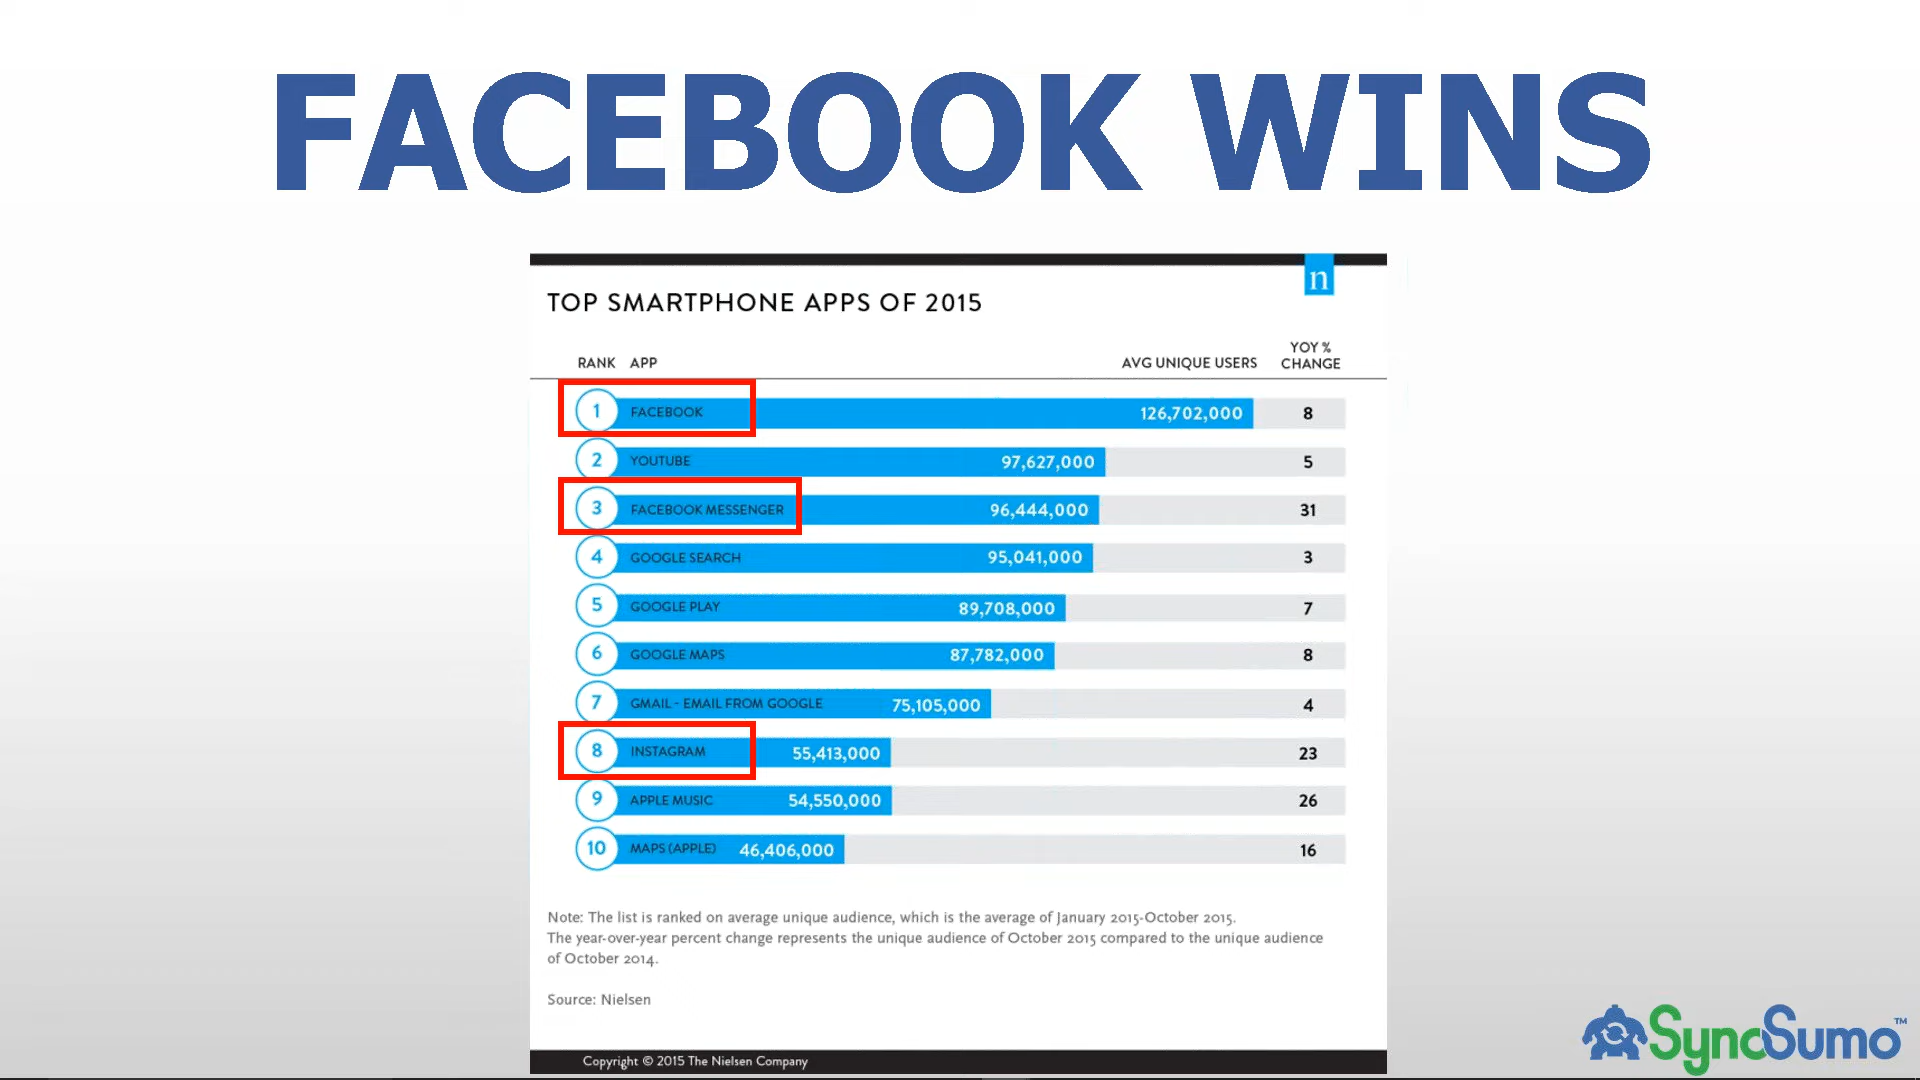 FACEBOOK WINS
n
TOP SMARTPHONE APPS OF 2015
RANK APP AVG UNIQUE USERS YOY % CHANGE
1 FACEBOOK 126,702,000 8
2 YOUTUBE 97,627,000 5
3 FACEBOOK MESSENGER 96,444,000 31
4 GOOGLE SEARCH 95,041,000 3
5 GOOGLE PLAY 89,708,000 7
6 GOOGLE MAPS 87,782,000 8
7 GMAIL - EMAIL FROM GOOGLE 75,105,000 4
8 INSTAGRAM 55,413,000 23
9 APPLE MUSIC 54,550,000 26
10 MAPS (APPLE) 46,406,000 16
Note: The list is ranked on average unique audience, which is the average of January 2015-October 2015.
The year-over-year percent change represents the unique audience of October 2015 compared to the unique audience
of October 2014.
Source: Nielsen
Copyright © 2015 The Nielsen Company
SyncSumo™